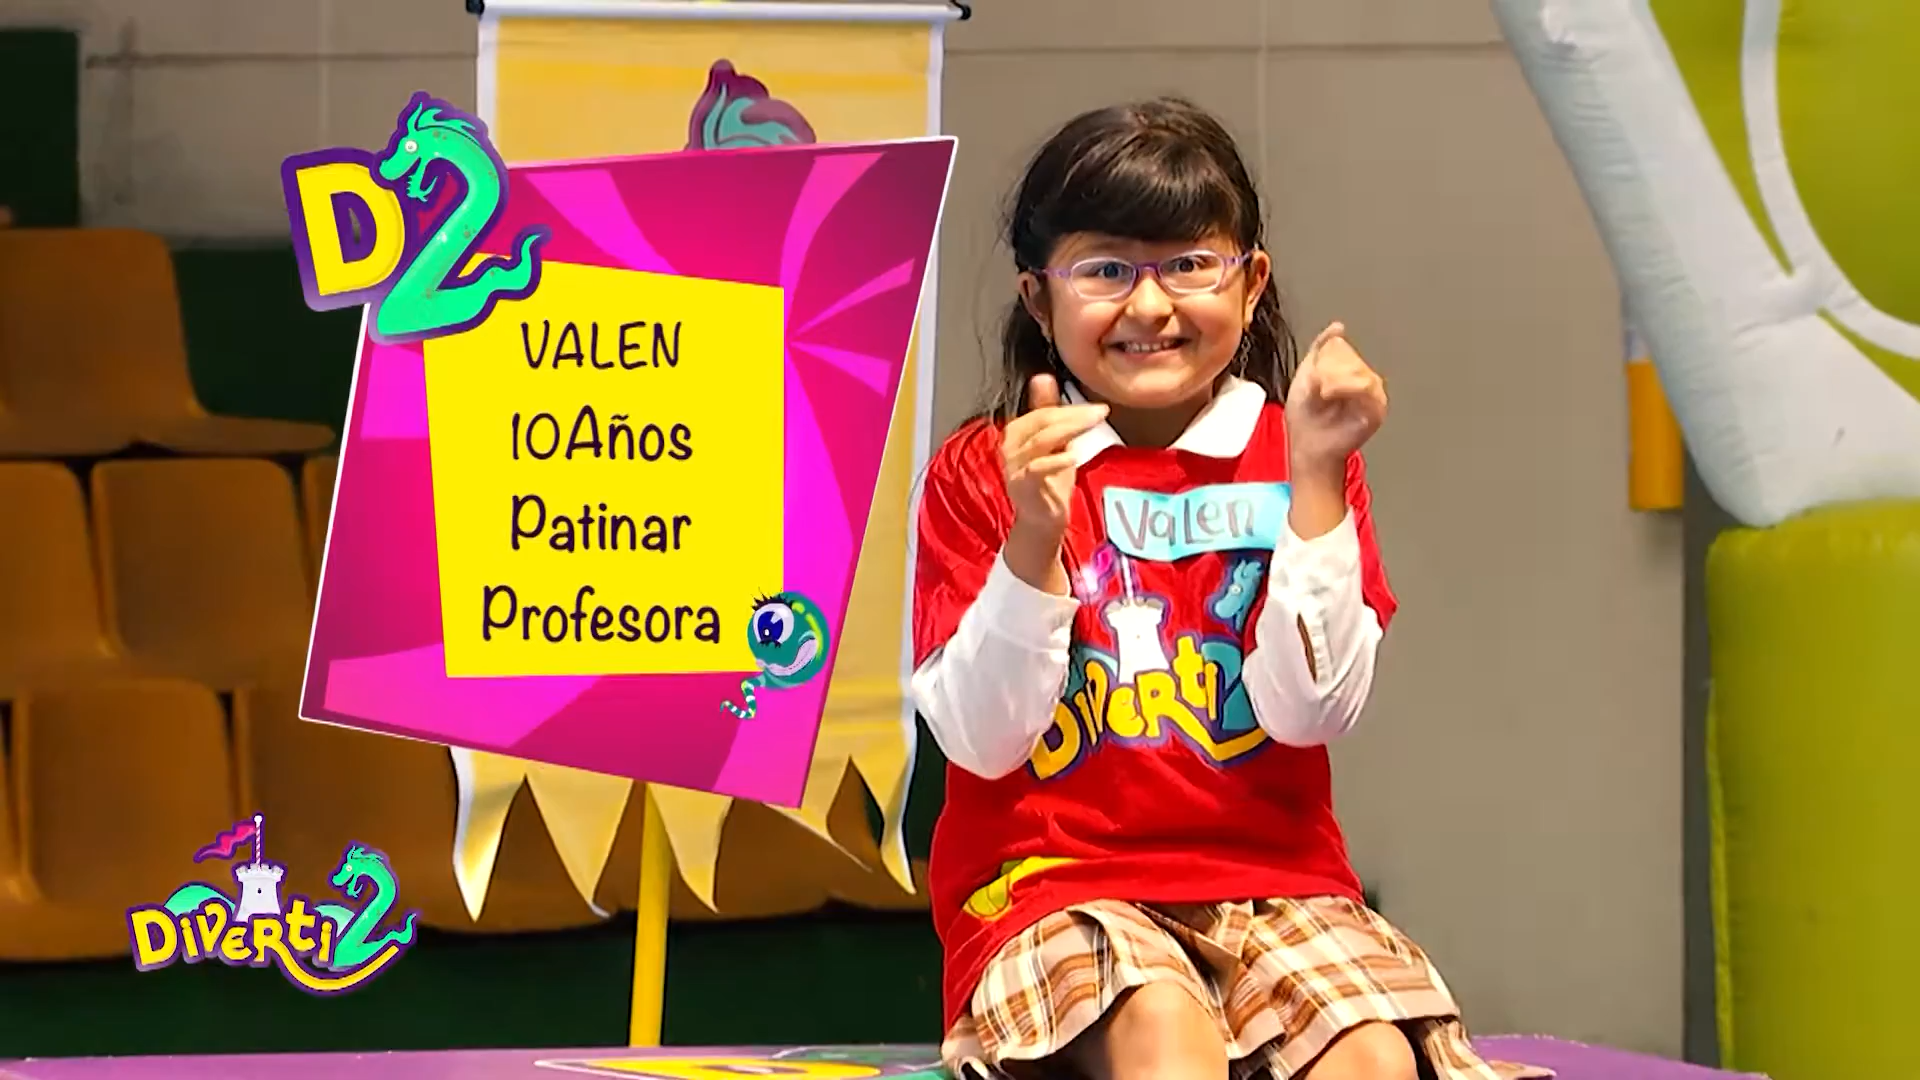 D2
VALEN
10Años
Patinar
Profesora
Valen
Diverti2
Diverti2